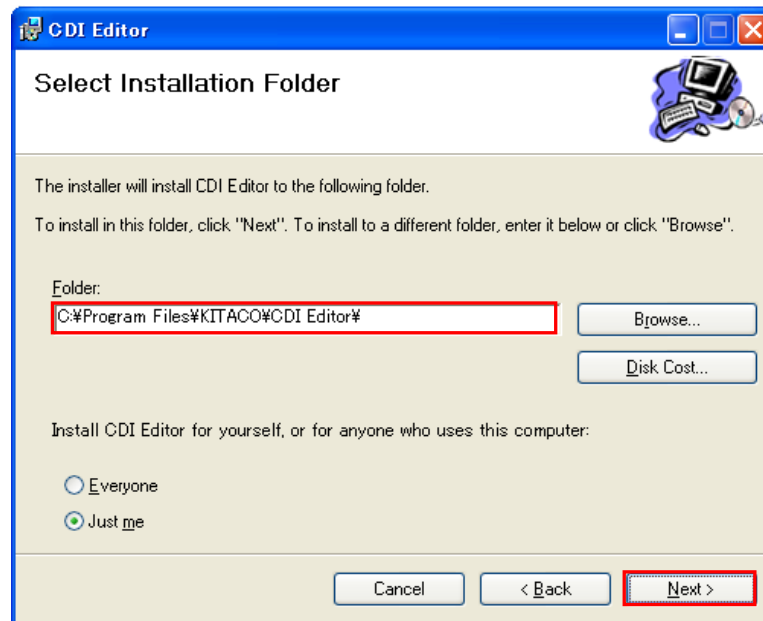 CDI Editor
Select Installation Folder
The installer will install CDI Editor to the following folder.
To install in this folder, click "Next". To install to a different folder, enter it below or click "Browse".
Folder:
C:¥Program Files¥KITACO¥CDI Editor¥
Browse...
Disk Cost...
Install CDI Editor for yourself, or for anyone who uses this computer:
Everyone
Just me
Cancel
< Back
Next >